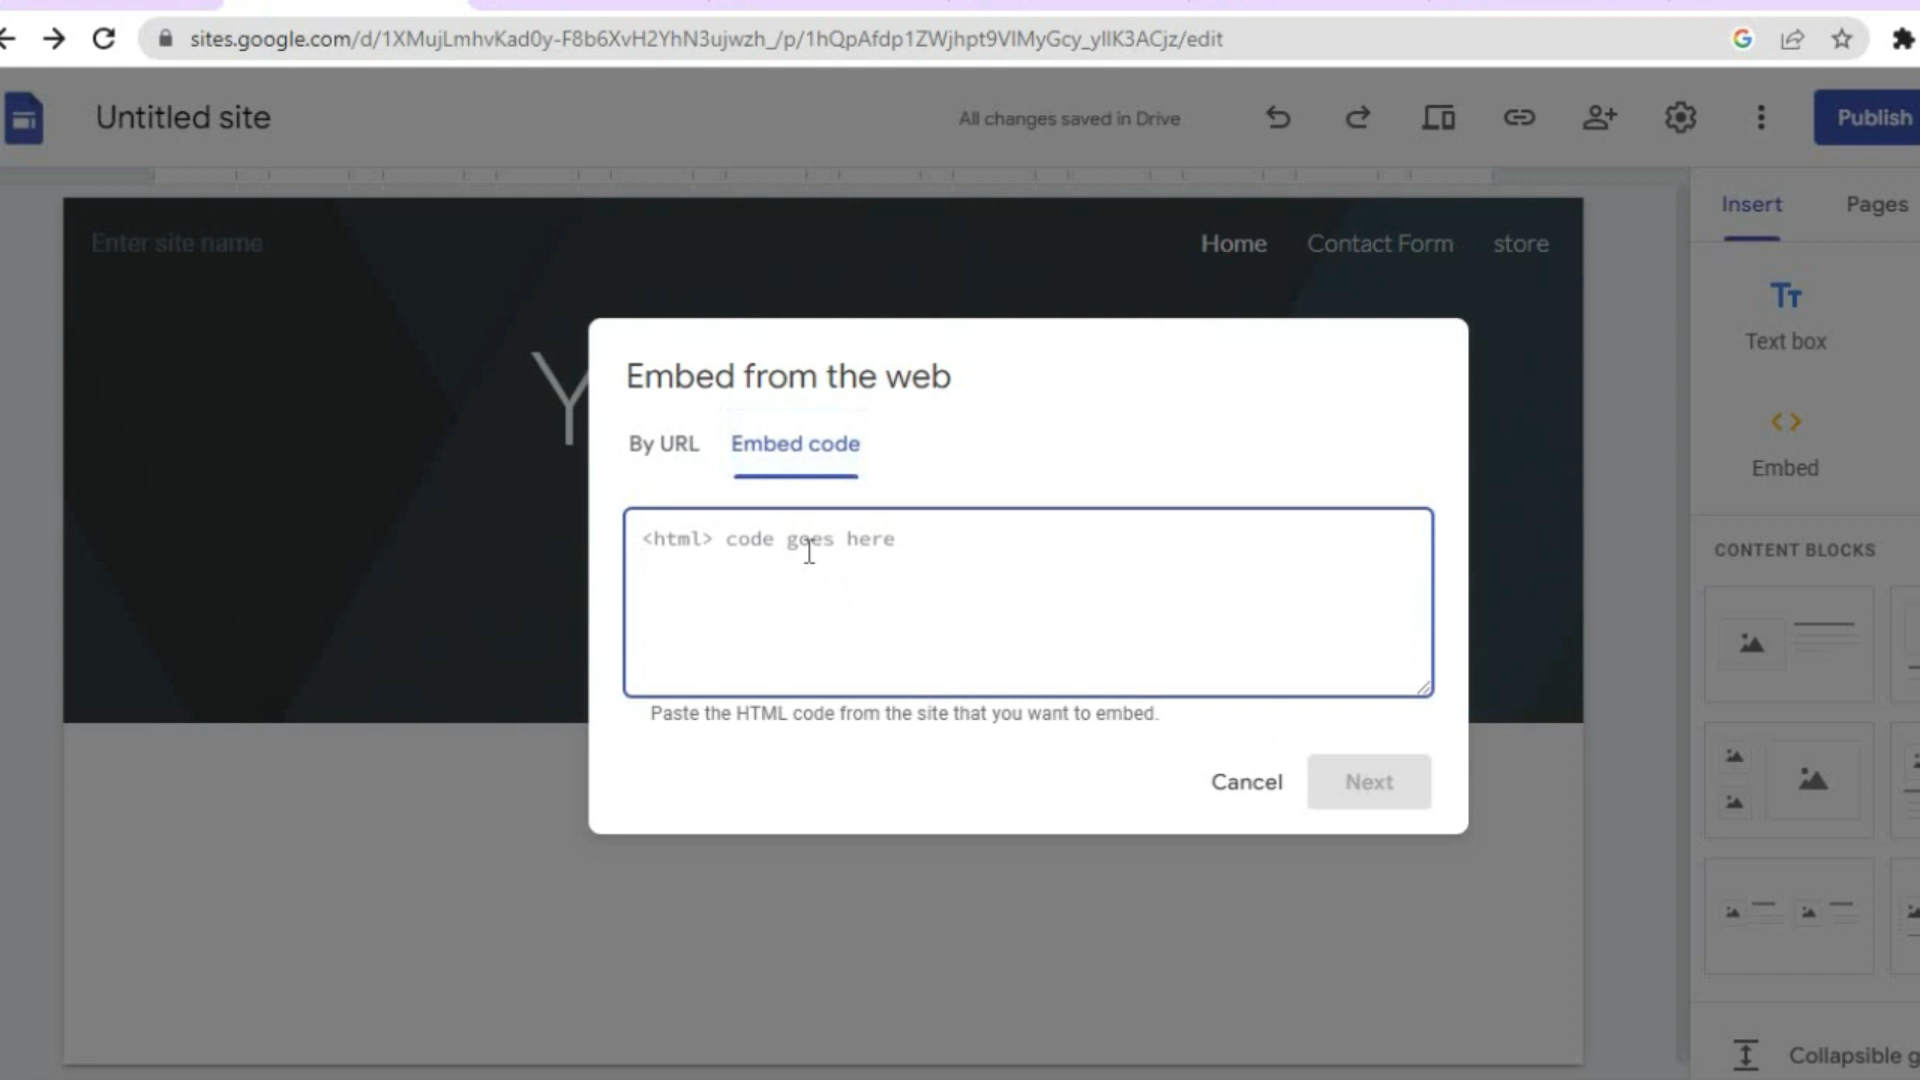 sites.google.com/d/1XMujLmhvKad0y-F8b6XvH2YhN3ujwzh_/p/1hQpAfdp1ZWjhpt9VIMyGcy_yIIK3ACjz/edit
Untitled site
All changes saved in Drive
Publish
Insert
Pages
Enter site name
Home
Contact Form
store
Y
Text box
Embed
Embed from the web
By URL
Embed code
<html> code goes here
Paste the HTML code from the site that you want to embed.
Cancel
Next
CONTENT BLOCKS
Collapsible g